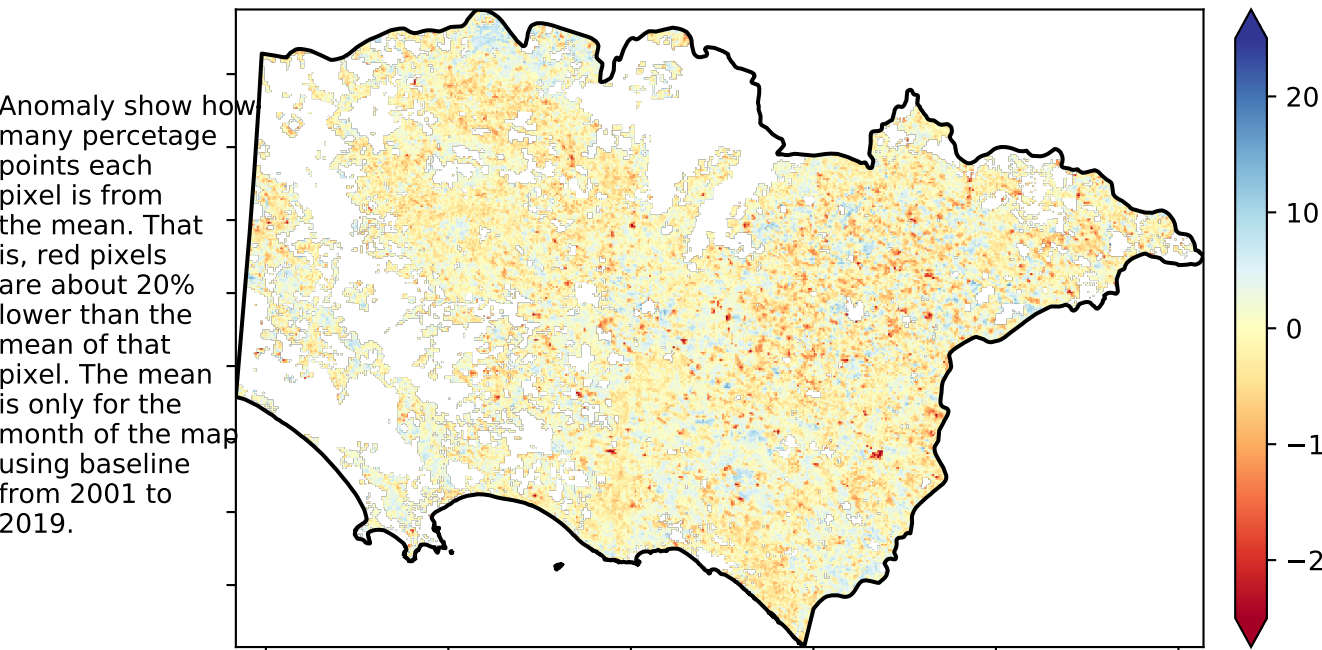 Anomaly show how
many percetage
points each
pixel is from
the mean. That
is, red pixels
are about 20%
lower than the
mean of that
pixel. The mean
is only for the
month of the map
using baseline
from 2001 to
2019.
20
10
0
−1
−2